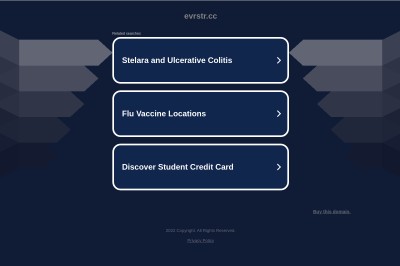 evrstr.cc
Related searches
Stelara and Ulcerative Colitis
Flu Vaccine Locations
Discover Student Credit Card
Buy this domain.
2022 Copyright. All Rights Reserved.
Privacy Policy